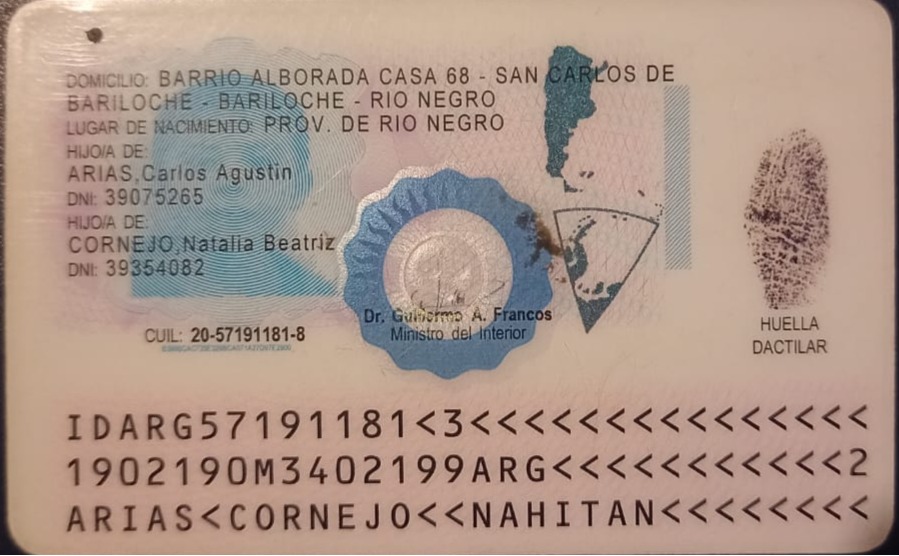 DOMICILIO: BARRIO ALBORADA CASA 68 - SAN CARLOS DE
BARILOCHE - BARILOCHE - RIO NEGRO
LUGAR DE NACIMIENTO: PROV. DE RIO NEGRO
HIJO/A DE:
ARIAS,Carlos Agustin
DNI: 39075265
HIJO/A DE:
CORNEJO,Natalia Beatriz
DNI: 39354082
Dr. Guillermo A. Francos
Ministro del Interior
CUIL: 20-57191181-8
HUELLA
DACTILAR
IDARG57191181<3<<<<<<<<<<<<<<<
1902190M3402199ARG<<<<<<<<<<<2
ARIAS<CORNEJO<<NAHITAN<<<<<<<<